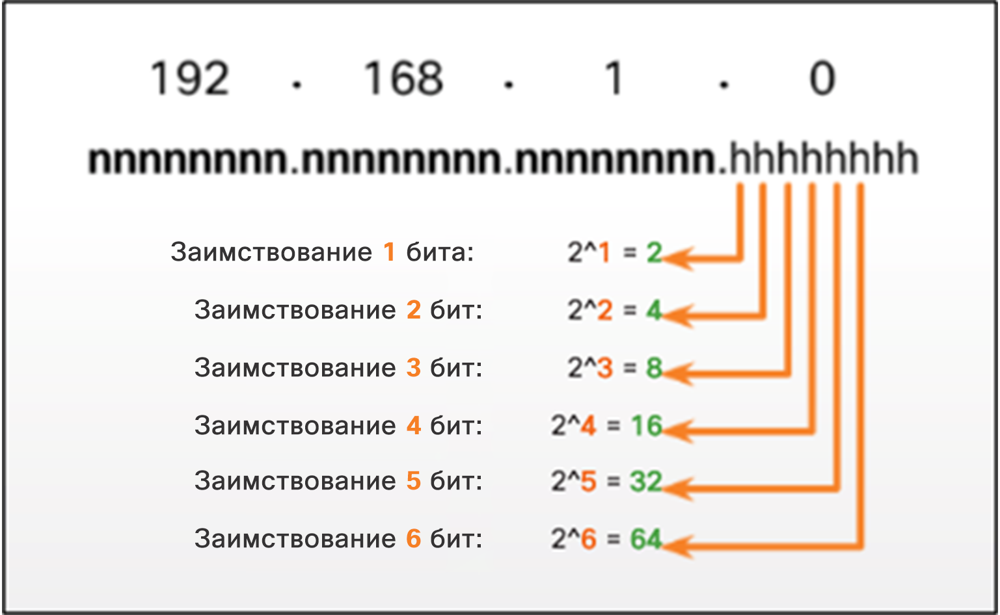 192 . 168 . 1 . 0
nnnnnnnn.nnnnnnnn.nnnnnnnn.hhhhhhhh
Заимствование 1 бита: 2^1 = 2
Заимствование 2 бит: 2^2 = 4
Заимствование 3 бит: 2^3 = 8
Заимствование 4 бит: 2^4 = 16
Заимствование 5 бит: 2^5 = 32
Заимствование 6 бит: 2^6 = 64